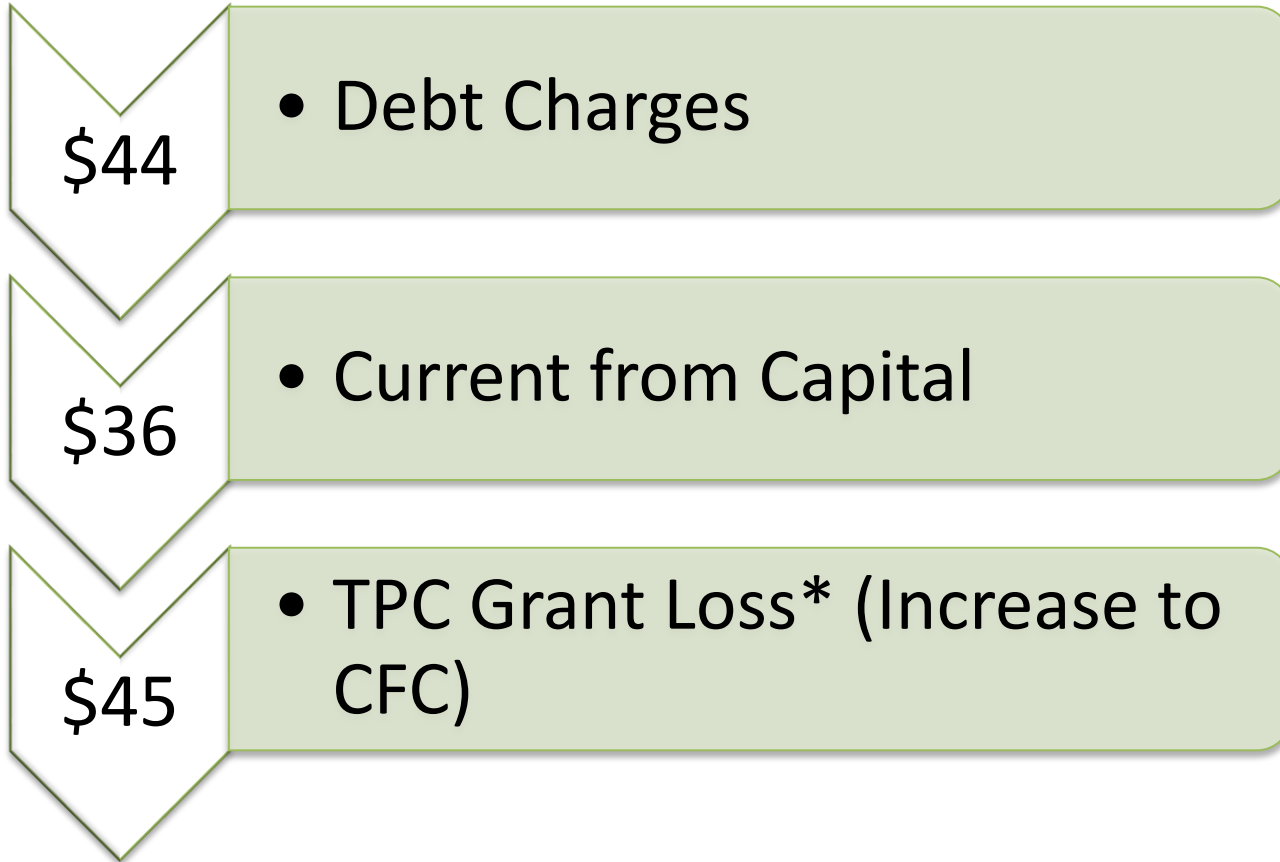 $44
• Debt Charges
$36
• Current from Capital
$45
• TPC Grant Loss* (Increase to
CFC)